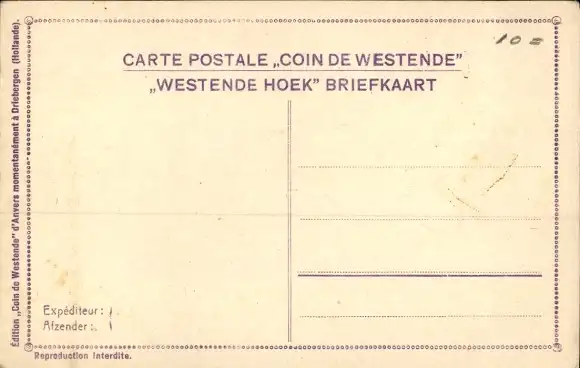 10=
CARTE POSTALE „COIN DE WESTENDE”
„WESTENDE HOEK” BRIEFKAART
Édition „Coin de Westende” d'Anvers momentanément à Driebergen (Hollande).
Expéditeur :
Afzender :
Reproduction Interdite.